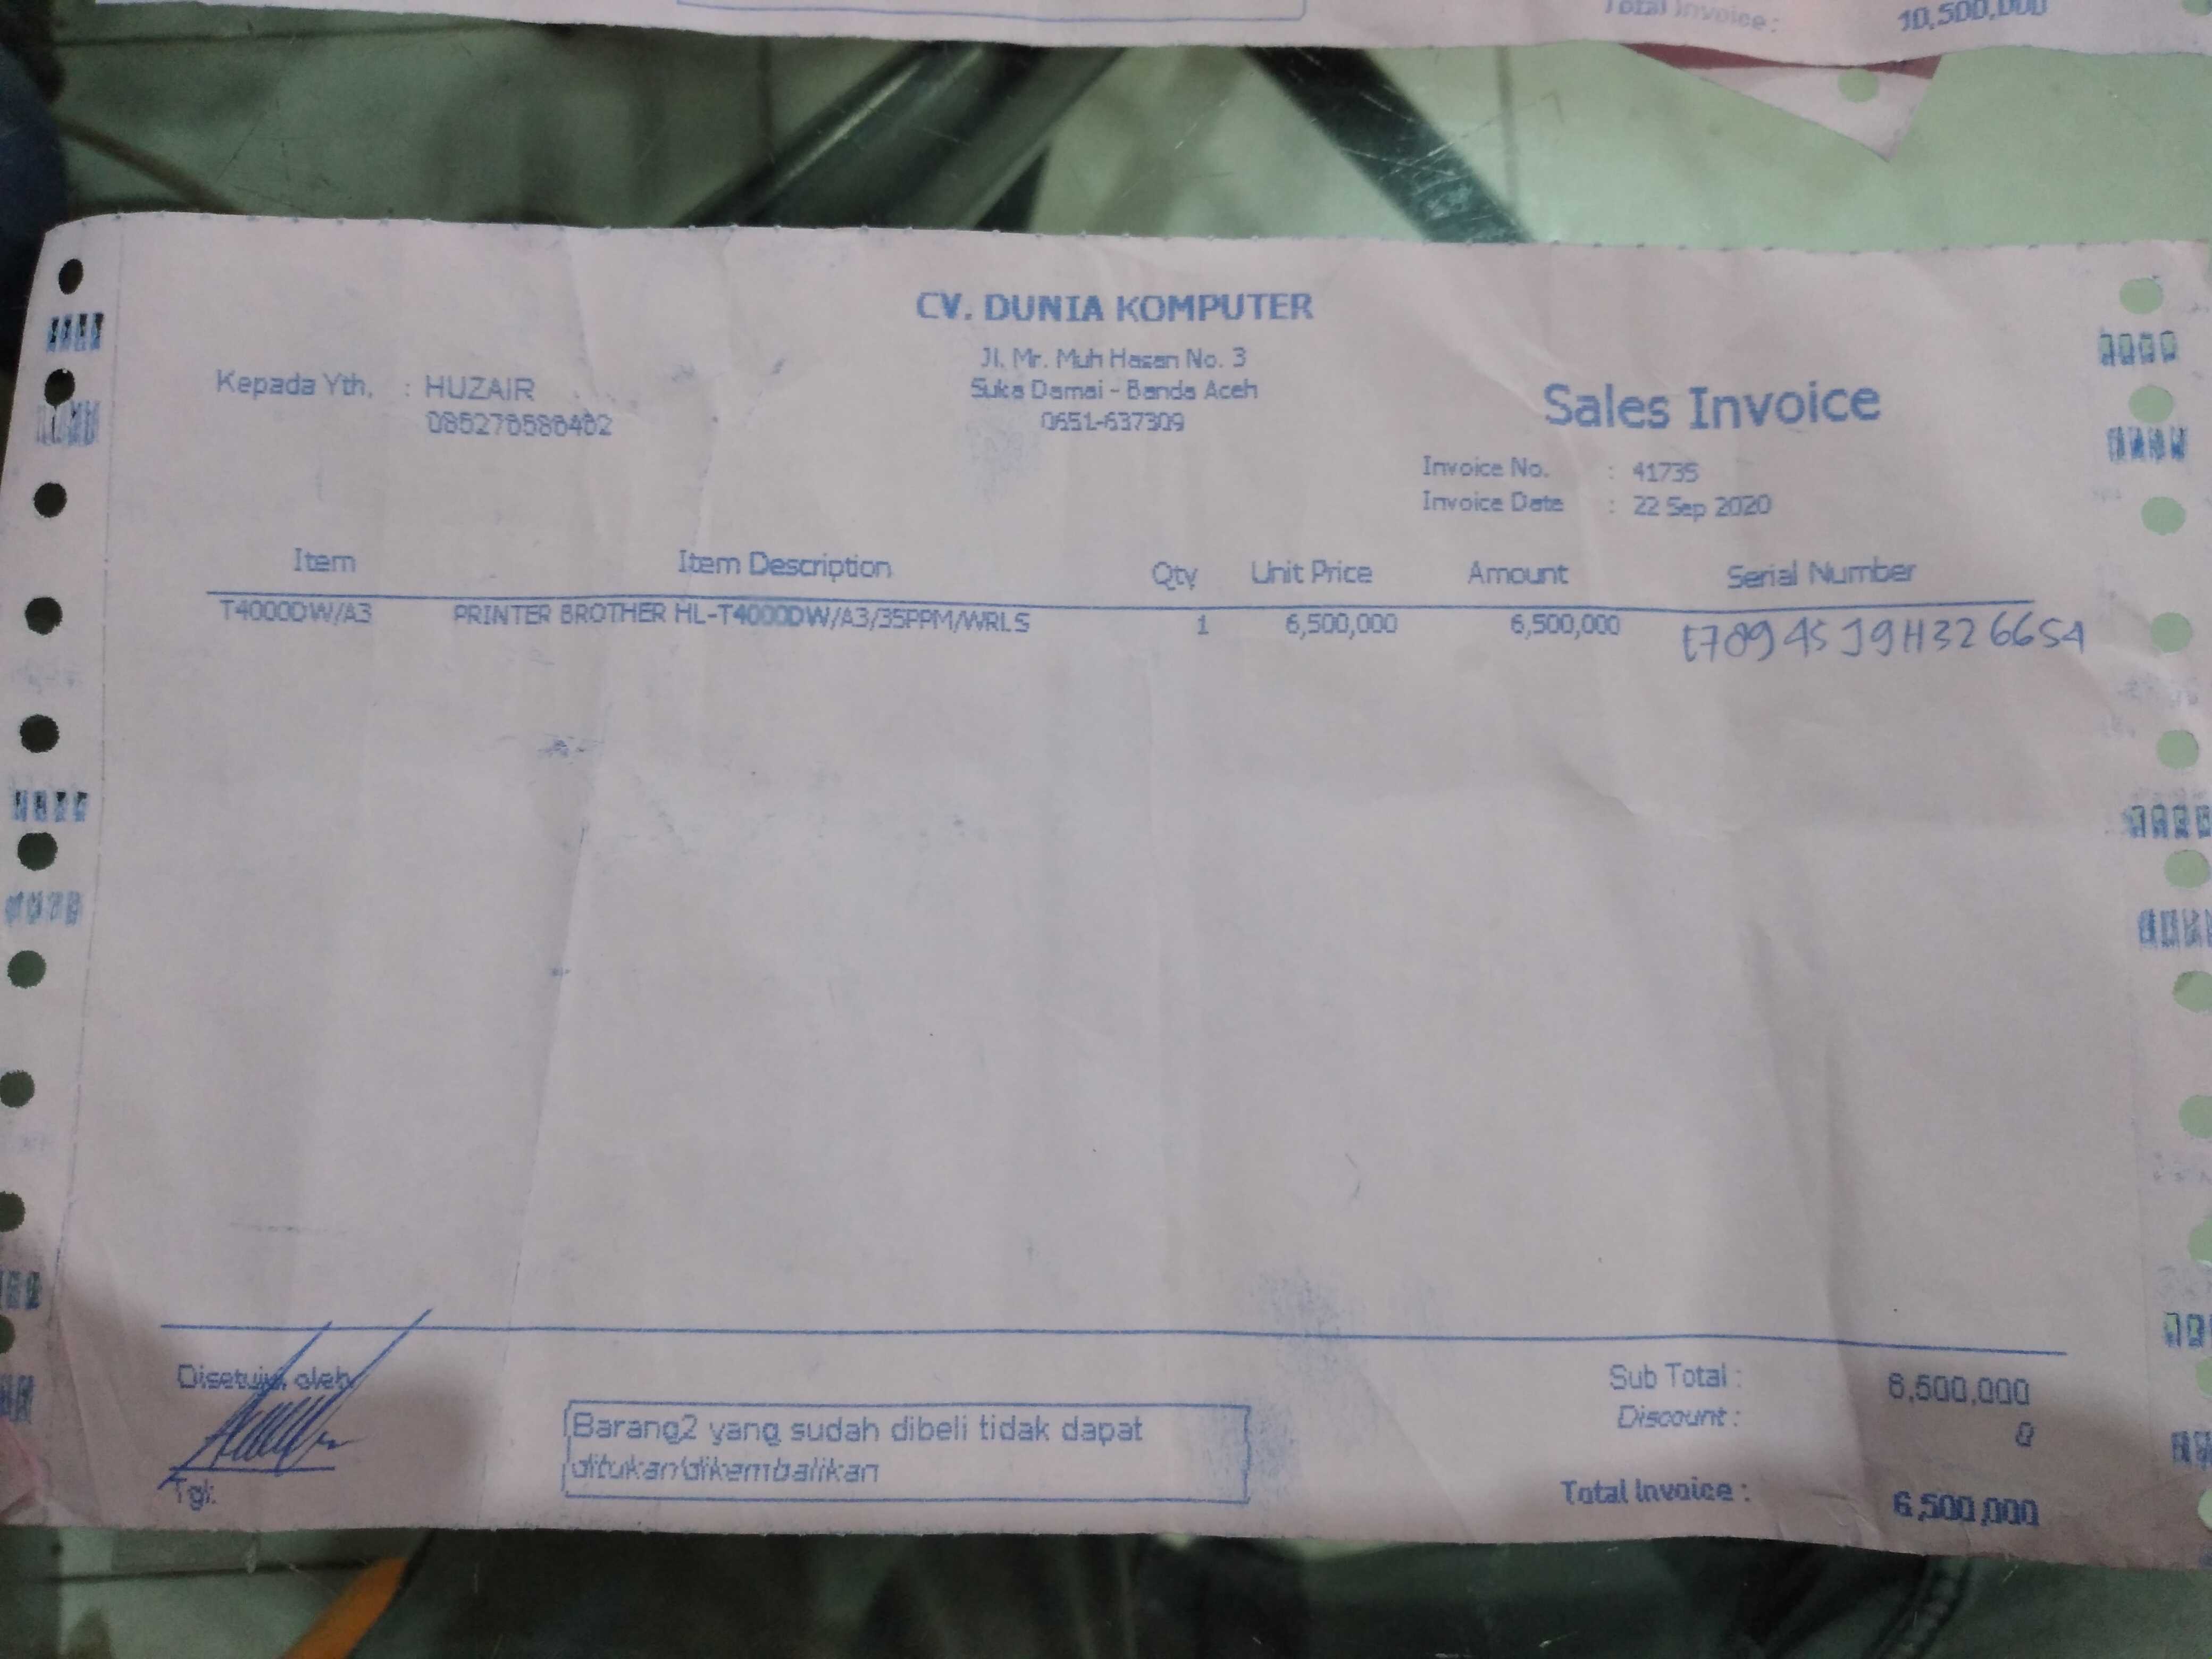 Total Invoice : 10,500,000
CV. DUNIA KOMPUTER
Jl. Mr. Muh Hasan No. 3
Suka Damai - Banda Aceh
0651-637309
Kepada Yth. : HUZAIR
Sales Invoice
Invoice No. : 41735
Invoice Date : 22 Sep 2020
Item Item Description Qty Unit Price Amount Serial Number
T4000DW/A3 PRINTER BROTHER HL-T4000DW/A3/35PPM/WRLS 1 6,500,000 6,500,000
Disetujui oleh
Tgl.
Barang2 yang sudah dibeli tidak dapat
ditukar/dikembalikan
Sub Total : 6,500,000
Discount : 0
Total Invoice : 6,500,000